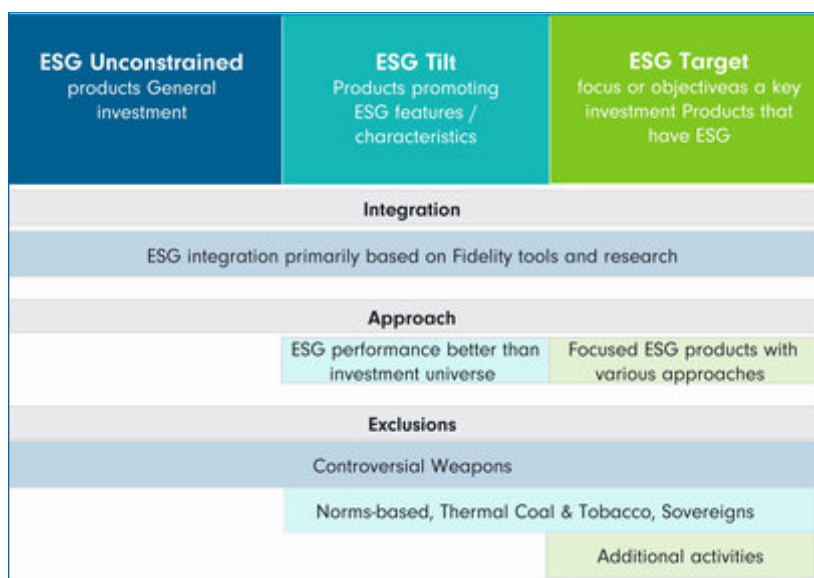 ESG Unconstrained
products General
investment
ESG Tilt
Products promoting
ESG features /
characteristics
ESG Target
focus or objectiveas a key
investment Products that
have ESG
Integration
ESG integration primarily based on Fidelity tools and research
Approach
ESG performance better than
investment universe
Focused ESG products with
various approaches
Exclusions
Controversial Weapons
Norms-based, Thermal Coal & Tobacco, Sovereigns
Additional activities